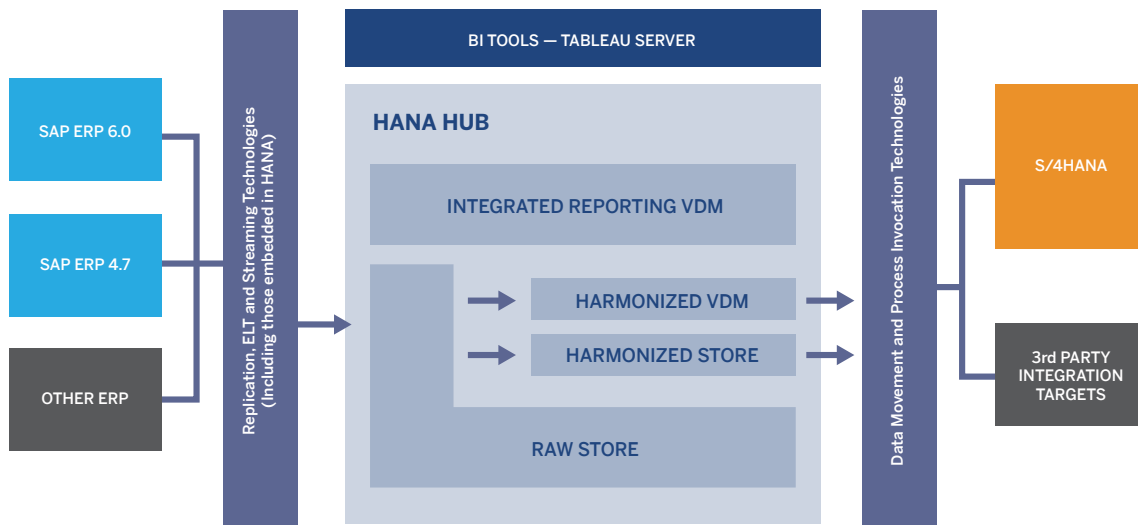 BI TOOLS — TABLEAU SERVER
SAP ERP 6.0
SAP ERP 4.7
OTHER ERP
Replication, ELT and Streaming Technologies
(Including those embedded in HANA)
HANA HUB
INTEGRATED REPORTING VDM
HARMONIZED VDM
HARMONIZED STORE
RAW STORE
Data Movement and Process Invocation Technologies
S/4HANA
3rd PARTY
INTEGRATION
TARGETS